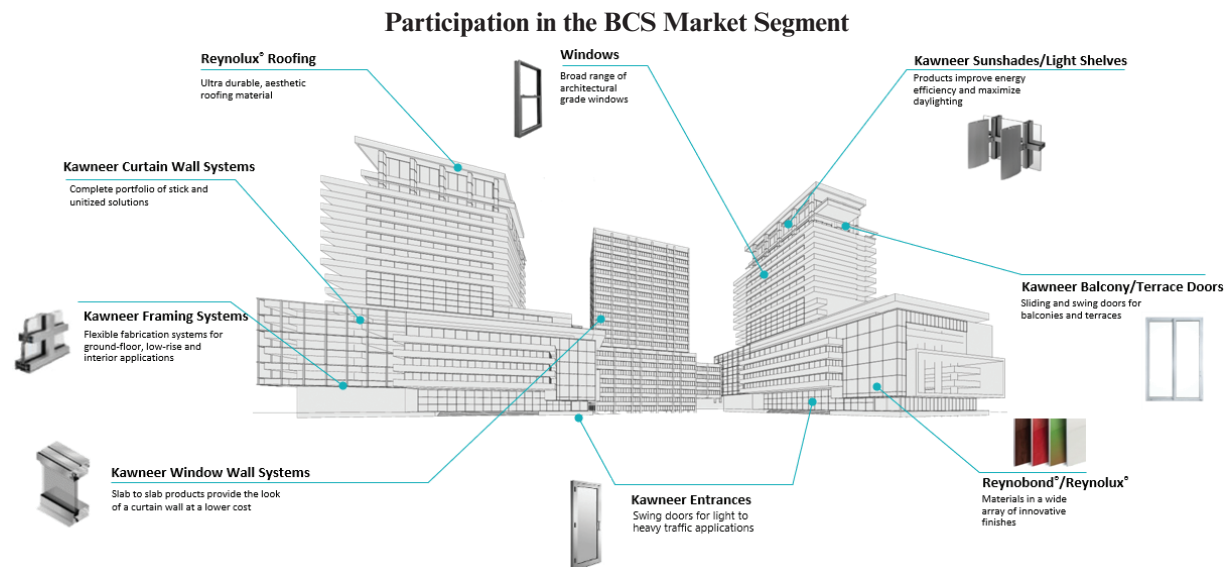 Participation in the BCS Market Segment
Reynolux® Roofing
Ultra durable, aesthetic
roofing material
Windows
Broad range of
architectural
grade windows
Kawneer Sunshades/Light Shelves
Products improve energy
efficiency and maximize
daylighting
Kawneer Curtain Wall Systems
Complete portfolio of stick and
unitized solutions
Kawneer Balcony/Terrace Doors
Sliding and swing doors for
balconies and terraces
Kawneer Framing Systems
Flexible fabrication systems for
ground-floor, low-rise and
interior applications
Kawneer Window Wall Systems
Slab to slab products provide the look
of a curtain wall at a lower cost
Kawneer Entrances
Swing doors for light to
heavy traffic applications
Reynobond®/Reynolux®
Materials in a wide
array of innovative
finishes